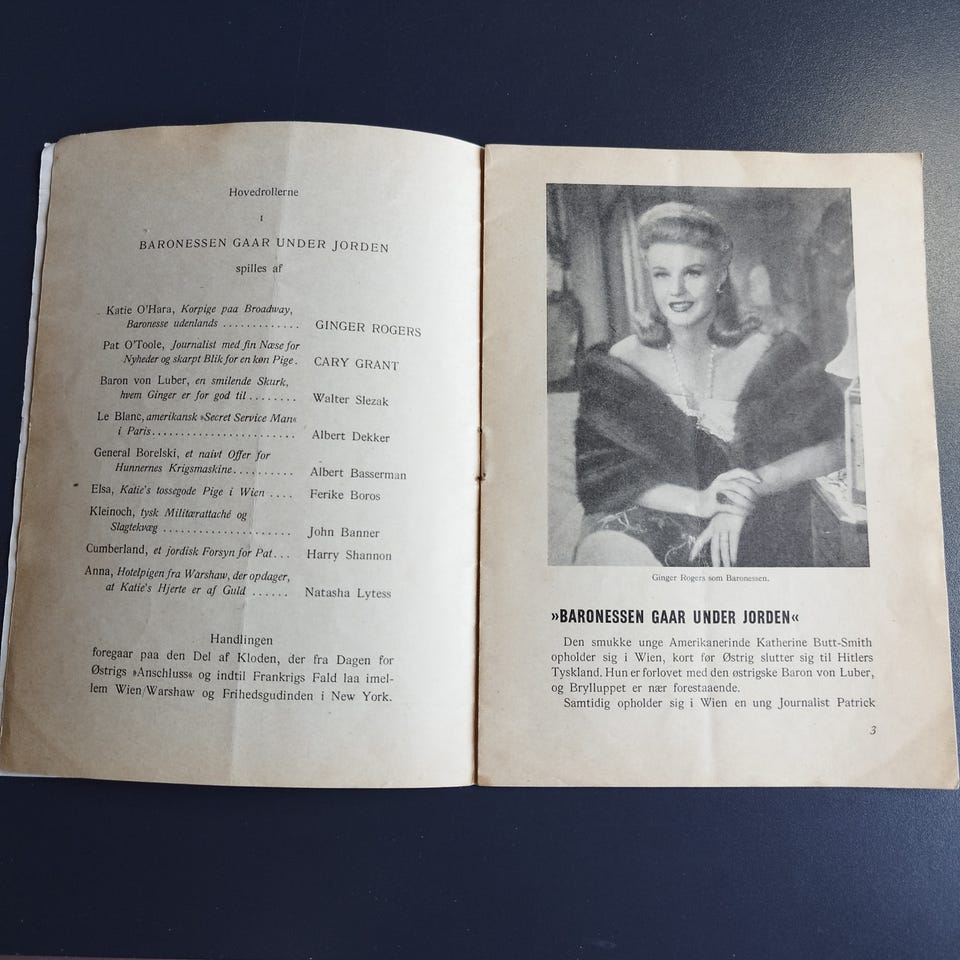 Hovedrollerne
I
BARONESSEN GAAR UNDER JORDEN
spilles af
Katie O'Hara, Korpige paa Broadway,
Baronesse udenlands ............. GINGER ROGERS
Pat O'Toole, Journalist med fin Næse for
Nyheder og skarpt Blik for en køn Pige. CARY GRANT
Baron von Luber, en smilende Skurk,
hvem Ginger er for god til ........ Walter Slezak
Le Blanc, amerikansk »Secret Service Man«
i Paris........................ Albert Dekker
General Borelski, et naivt Offer for
Hunnernes Krigsmaskine.......... Albert Basserman
Elsa, Katie's tossegode Pige i Wien .... Ferike Boros
Kleinoch, tysk Militærattaché og
Slagtekvæg .................... John Banner
Cumberland, et jordisk Forsyn for Pat... Harry Shannon
Anna, Hotelpigen fra Warshaw, der opdager,
at Katie's Hjerte er af Guld ...... Natasha Lytess
Handlingen
foregaar paa den Del af Kloden, der fra Dagen for
Østrigs »Anschluss« og indtil Frankrigs Fald laa imel-
lem Wien/Warshaw og Frihedsgudinden i New York.
Ginger Rogers som Baronessen.
»BARONESSEN GAAR UNDER JORDEN«
Den smukke unge Amerikanerinde Katherine Butt-Smith
opholder sig i Wien, kort før Østrig slutter sig til Hitlers
Tyskland. Hun er forlovet med den østrigske Baron von Luber,
og Brylluppet er nær forestaaende.
Samtidig opholder sig i Wien en ung Journalist Patrick
3